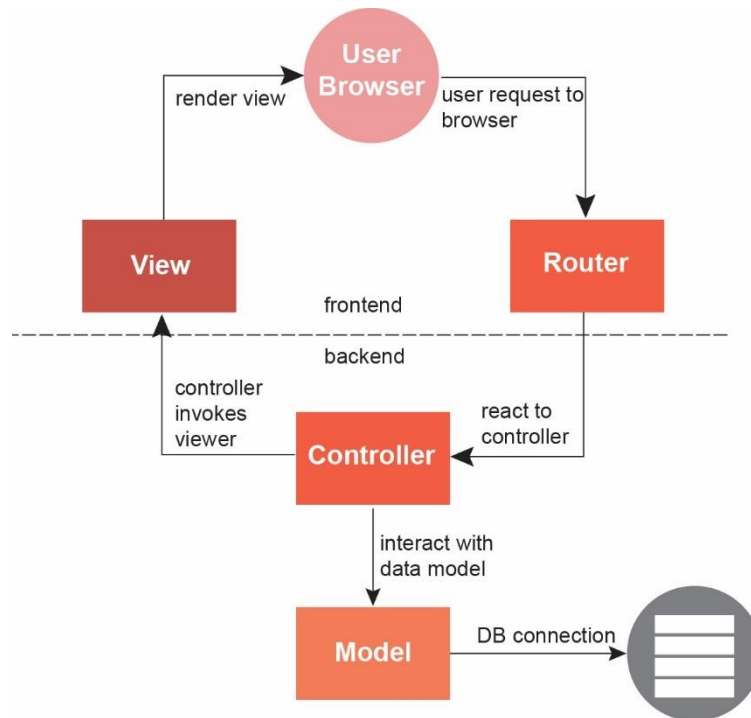 User
Browser
render view
user request to
browser
View
Router
frontend
backend
controller
invokes
viewer
react to
controller
Controller
interact with
data model
Model
DB connection